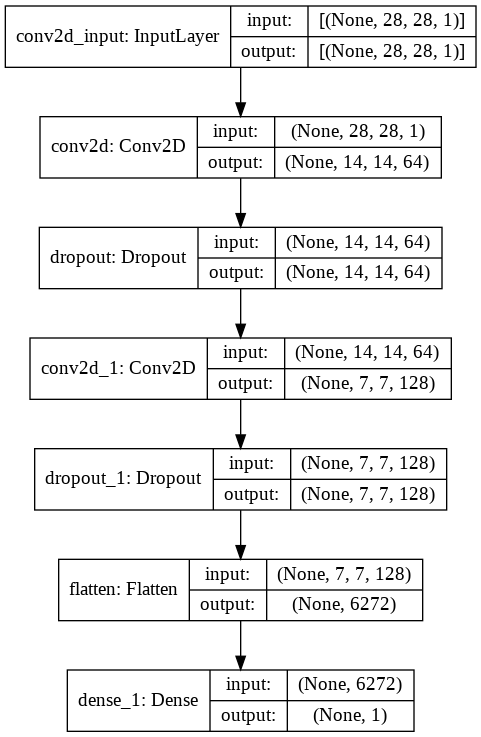 conv2d_input: InputLayer
input: [(None, 28, 28, 1)]
output: [(None, 28, 28, 1)]
conv2d: Conv2D
input: (None, 28, 28, 1)
output: (None, 14, 14, 64)
dropout: Dropout
input: (None, 14, 14, 64)
output: (None, 14, 14, 64)
conv2d_1: Conv2D
input: (None, 14, 14, 64)
output: (None, 7, 7, 128)
dropout_1: Dropout
input: (None, 7, 7, 128)
output: (None, 7, 7, 128)
flatten: Flatten
input: (None, 7, 7, 128)
output: (None, 6272)
dense_1: Dense
input: (None, 6272)
output: (None, 1)